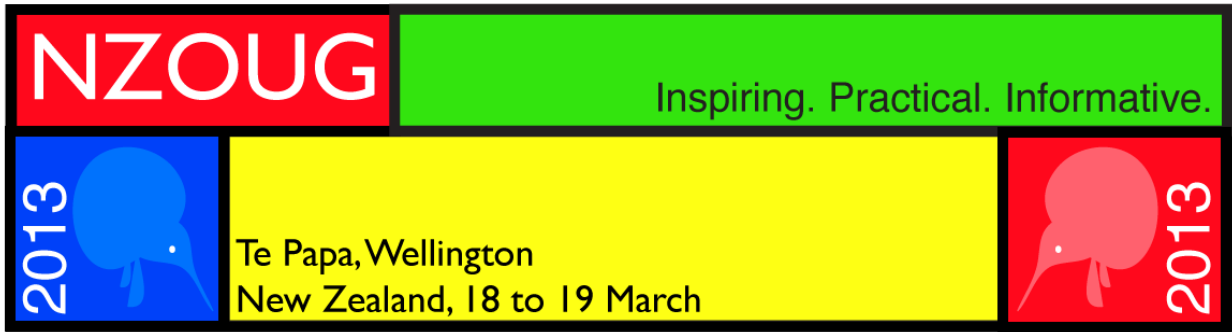 NZOUG
Inspiring. Practical. Informative.
2013
Te Papa, Wellington
New Zealand, 18 to 19 March
2013